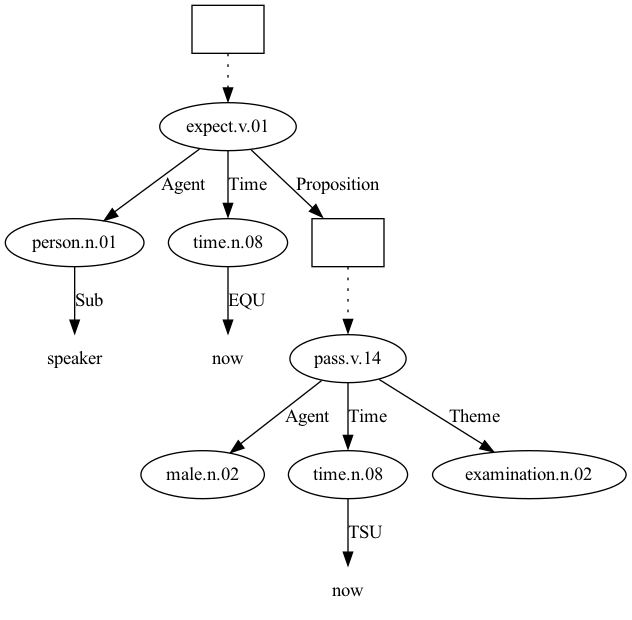 expect.v.01
Agent Time Proposition
person.n.01 time.n.08
Sub EQU
speaker now pass.v.14
Agent Time Theme
male.n.02 time.n.08 examination.n.02
TSU
now